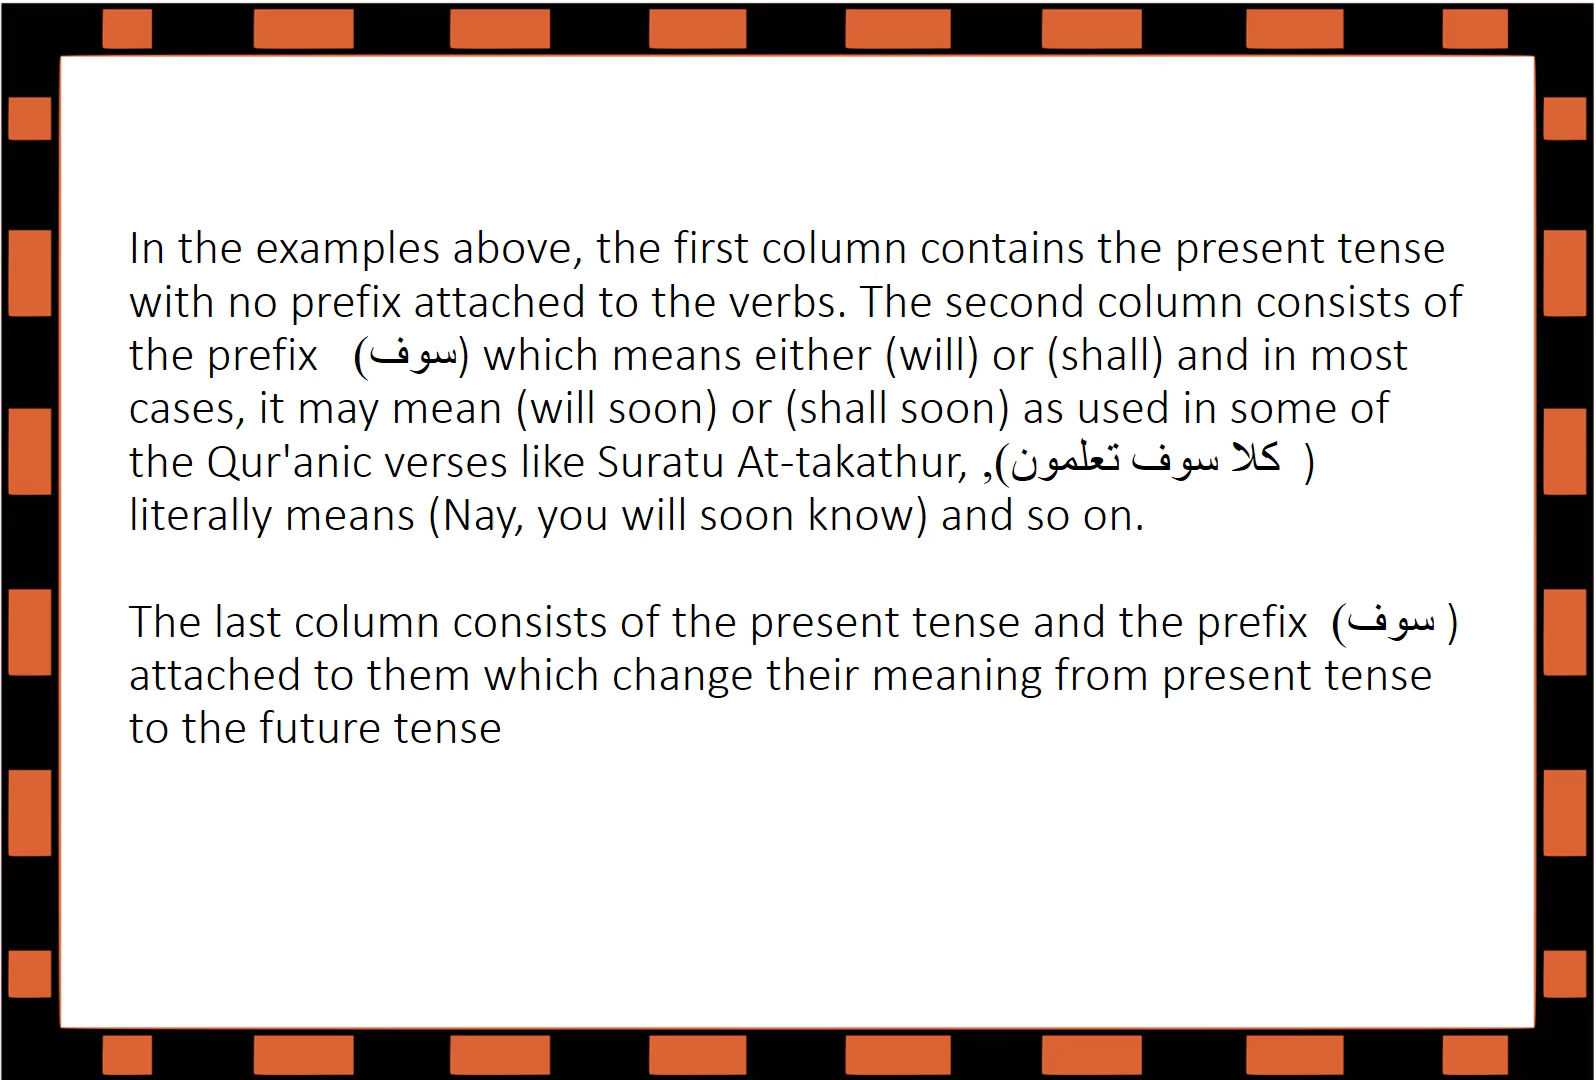 In the examples above, the first column contains the present tense
with no prefix attached to the verbs. The second column consists of
the prefix (سوف) which means either (will) or (shall) and in most
cases, it may mean (will soon) or (shall soon) as used in some of
the Qur'anic verses like Suratu At-takathur, ,(كلا سوف تعلمون )
literally means (Nay, you will soon know) and so on.
The last column consists of the present tense and the prefix (سوف )
attached to them which change their meaning from present tense
to the future tense